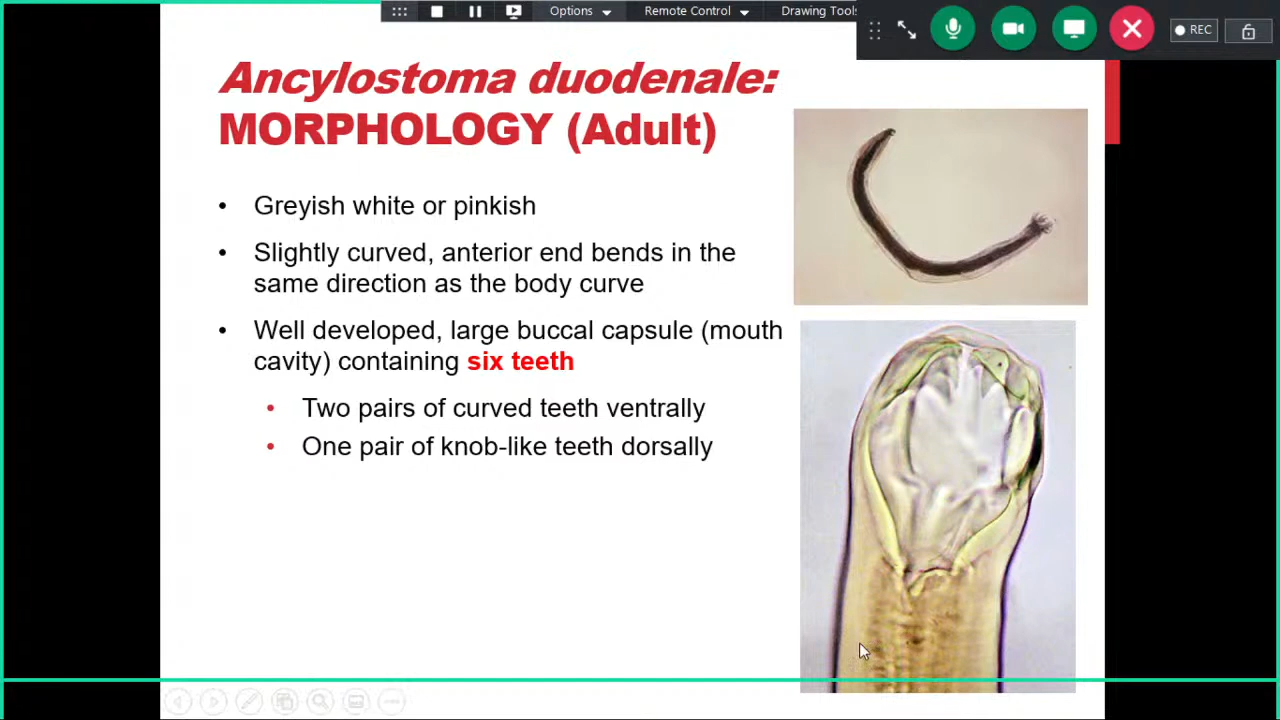 Options
Remote Control
Drawing Tools
REC
Ancylostoma duodenale:
MORPHOLOGY (Adult)
• Greyish white or pinkish
• Slightly curved, anterior end bends in the
same direction as the body curve
• Well developed, large buccal capsule (mouth
cavity) containing six teeth
• Two pairs of curved teeth ventrally
• One pair of knob-like teeth dorsally